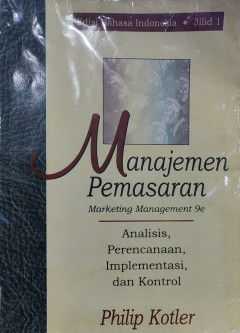 Edisi Bahasa Indonesia • Jilid 1
Manajemen
Pemasaran
Marketing Management 9e
Analisis,
Perencanaan,
Implementasi,
dan Kontrol
Philip Kotler